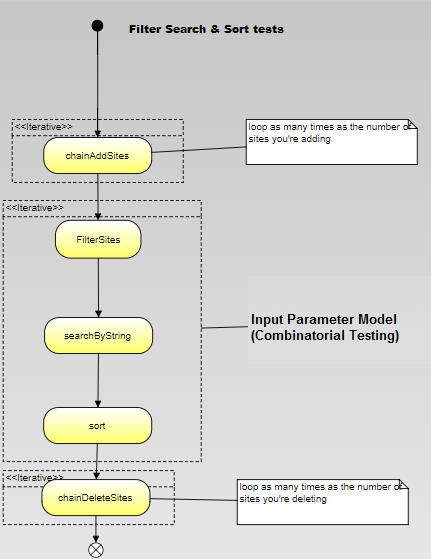 Filter Search & Sort tests
<<Iterative>>
loop as many times as the number of
sites you're adding
chainAddSites
<<Iterative>>
FilterSites
Input Parameter Model
(Combinatorial Testing)
searchByString
sort
<<Iterative>>
loop as many times as the number of
sites you're deleting
chainDeleteSites